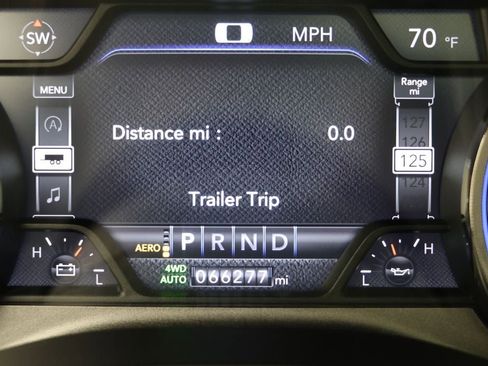 SW
MPH
70 °F
MENU
Range
mi
A
127
126
125
124
Distance mi : 0.0
Trailer Trip
AERO P R N D
H
L
4WD
AUTO
066277 mi
H
L